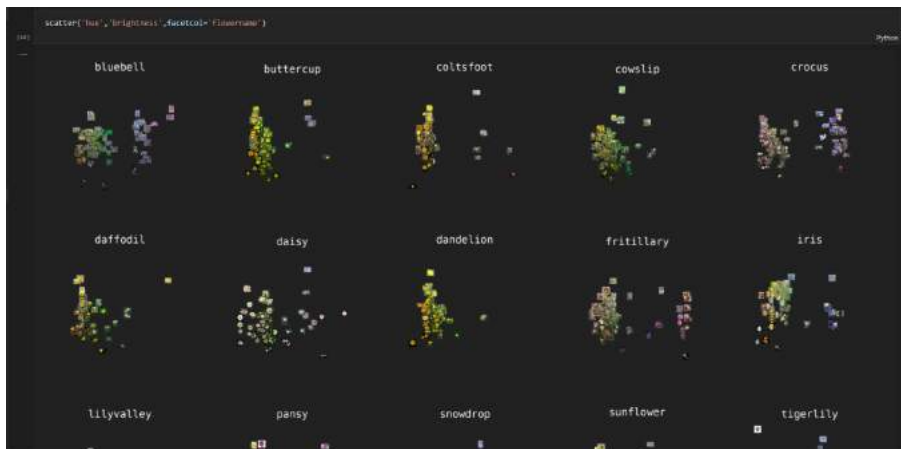 scatter('hue','brightness',facetcol='flowername')
Python
bluebell buttercup coltsfoot cowslip crocus
daffodil daisy dandelion fritillary iris
lilyvalley pansy snowdrop sunflower tigerlily